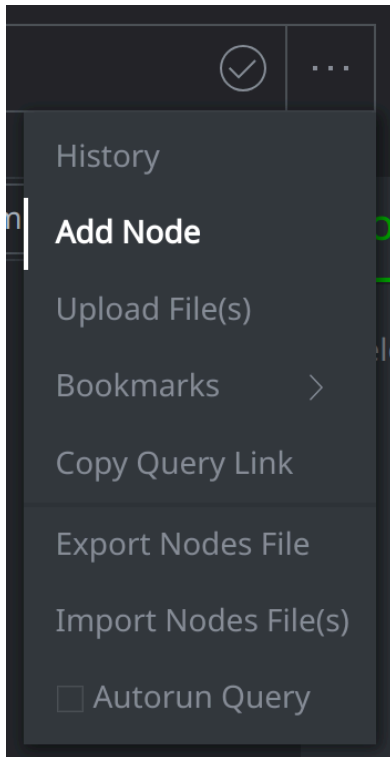 ...
History
Add Node
Upload File(s)
Bookmarks
Copy Query Link
Export Nodes File
Import Nodes File(s)
Autorun Query